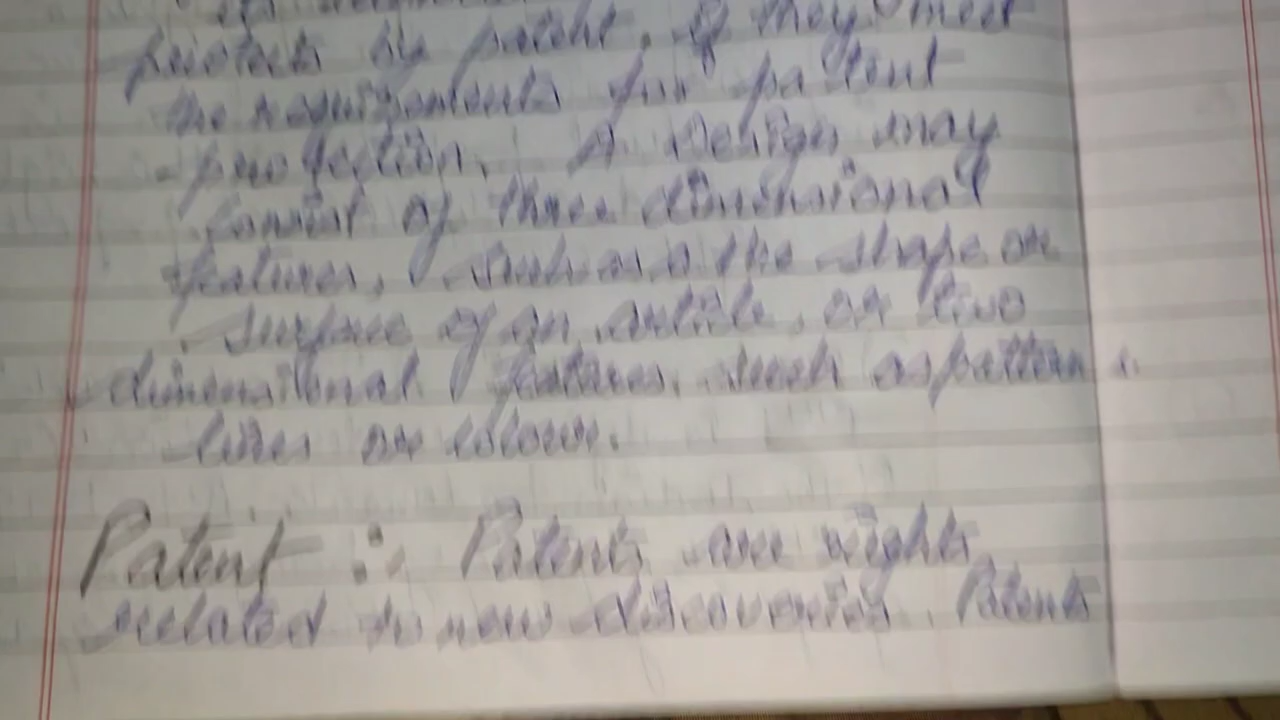 protects by patent, if they meet
the requirements for patent
protection. A Design may
consist of three dimensional
features, such as the shape or
surface of an article, or two
dimensional features, such as pattern s.
lines or colour.
Patent :- Patents are rights
related to new discoveries. Patents